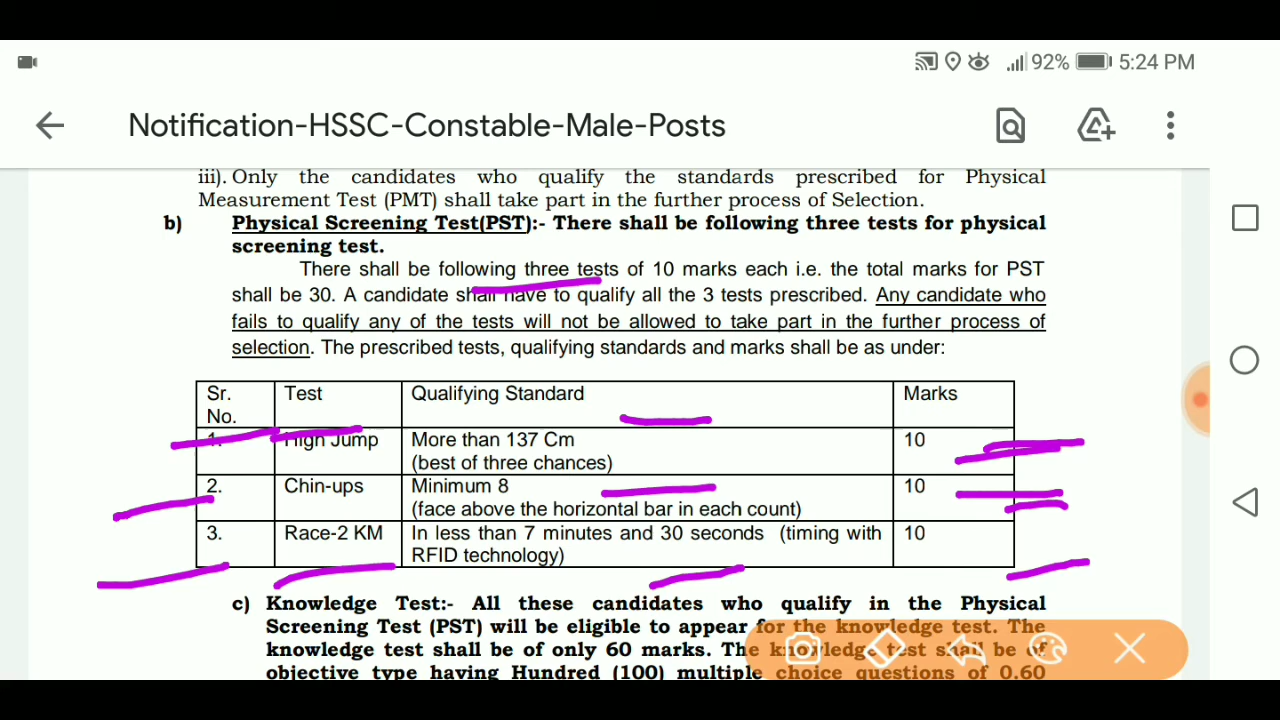 92% 5:24 PM
Notification-HSSC-Constable-Male-Posts
iii). Only the candidates who qualify the standards prescribed for Physical
Measurement Test (PMT) shall take part in the further process of Selection.
b) Physical Screening Test(PST):- There shall be following three tests for physical
screening test.
There shall be following three tests of 10 marks each i.e. the total marks for PST
shall be 30. A candidate shall have to qualify all the 3 tests prescribed. Any candidate who
fails to qualify any of the tests will not be allowed to take part in the further process of
selection. The prescribed tests, qualifying standards and marks shall be as under:
Sr. Test Qualifying Standard Marks
No.
1. High Jump More than 137 Cm 10
(best of three chances)
2. Chin-ups Minimum 8 10
(face above the horizontal bar in each count)
3. Race-2 KM In less than 7 minutes and 30 seconds (timing with 10
RFID technology)
c) Knowledge Test:- All these candidates who qualify in the Physical
Screening Test (PST) will be eligible to appear for the knowledge test. The
knowledge test shall be of only 60 marks. The knowledge test shall be of
objective type having Hundred (100) multiple choice questions of 0.60